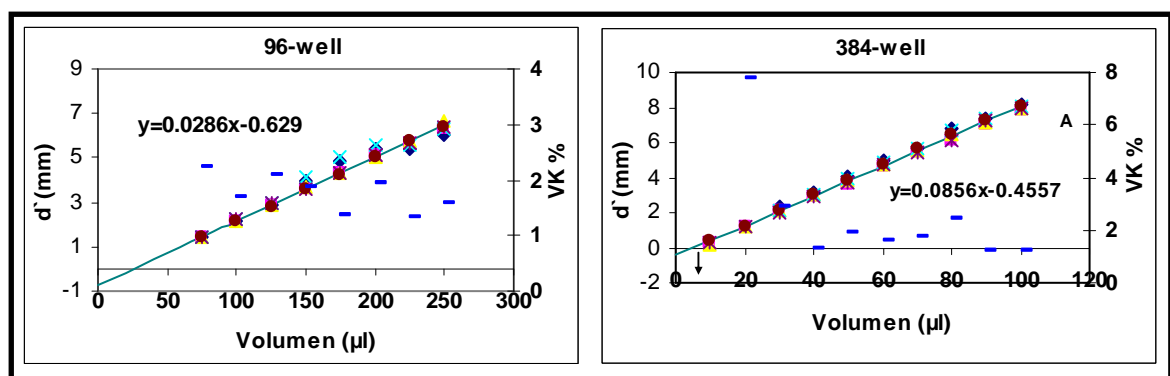 96-well
9
7
5
3
1
-1
4
3
2
1
0
y=0.0286x-0.629
d` (mm)
VK %
0 50 100 150 200 250 300
Volumen (µl)
384-well
10
8
6
4
2
0
-2
8
6
4
2
0
A
y=0.0856x-0.4557
d` (mm)
VK %
0 20 40 60 80 100 120
Volumen (µl)